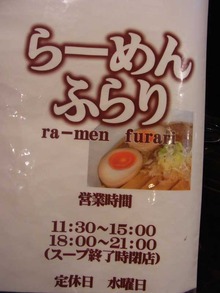 らーめん
ふらり
ra－men furari
営業時間
11:30～15:00
18:00～21:00
(スープ終了時閉店)
定休日 水曜日